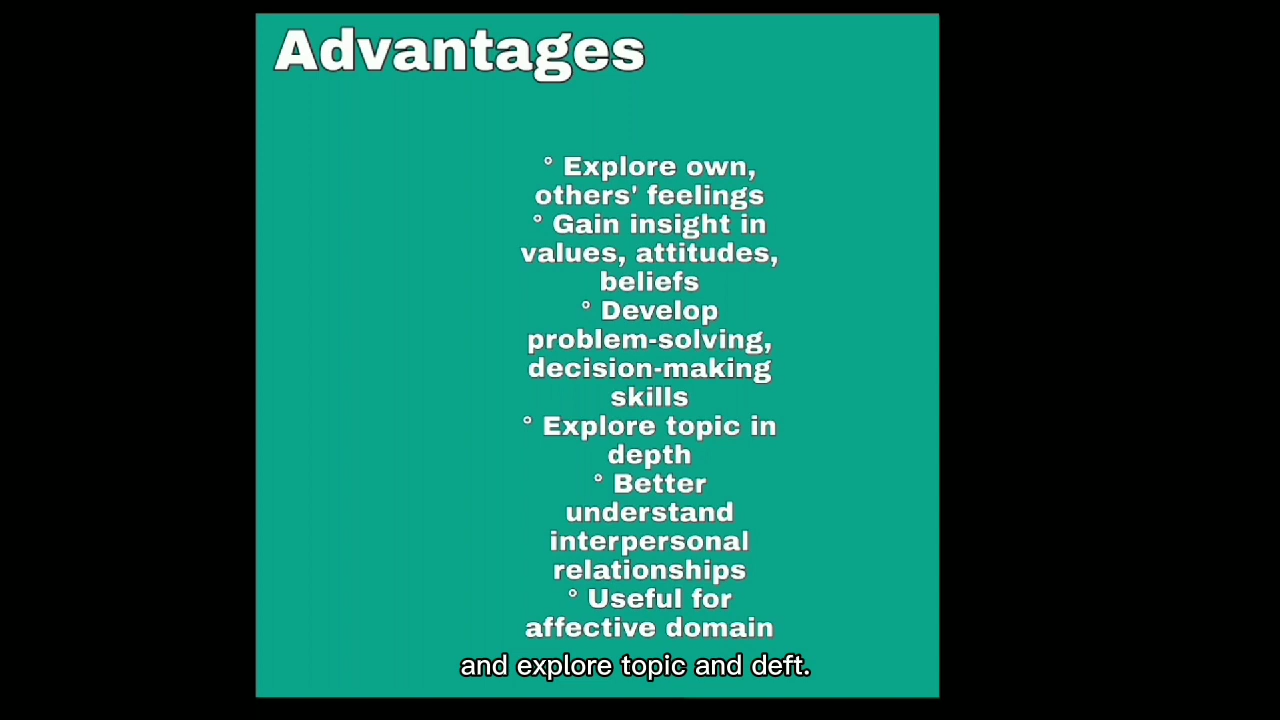 Advantages
° Explore own,
others' feelings
° Gain insight in
values, attitudes,
beliefs
° Develop
problem-solving,
decision-making
skills
° Explore topic in
depth
° Better
understand
interpersonal
relationships
° Useful for
affective domain
and explore topic and deft.